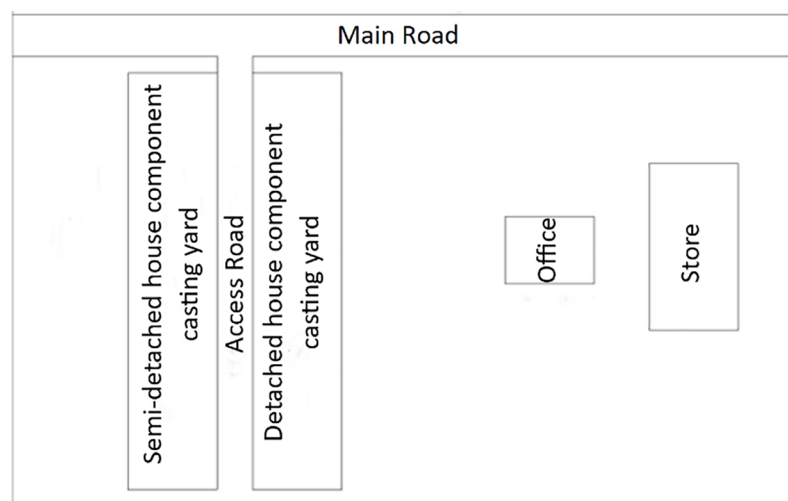 Main Road
Semi-detached house component
casting yard
Access Road
Detached house component
casting yard
Office
Store